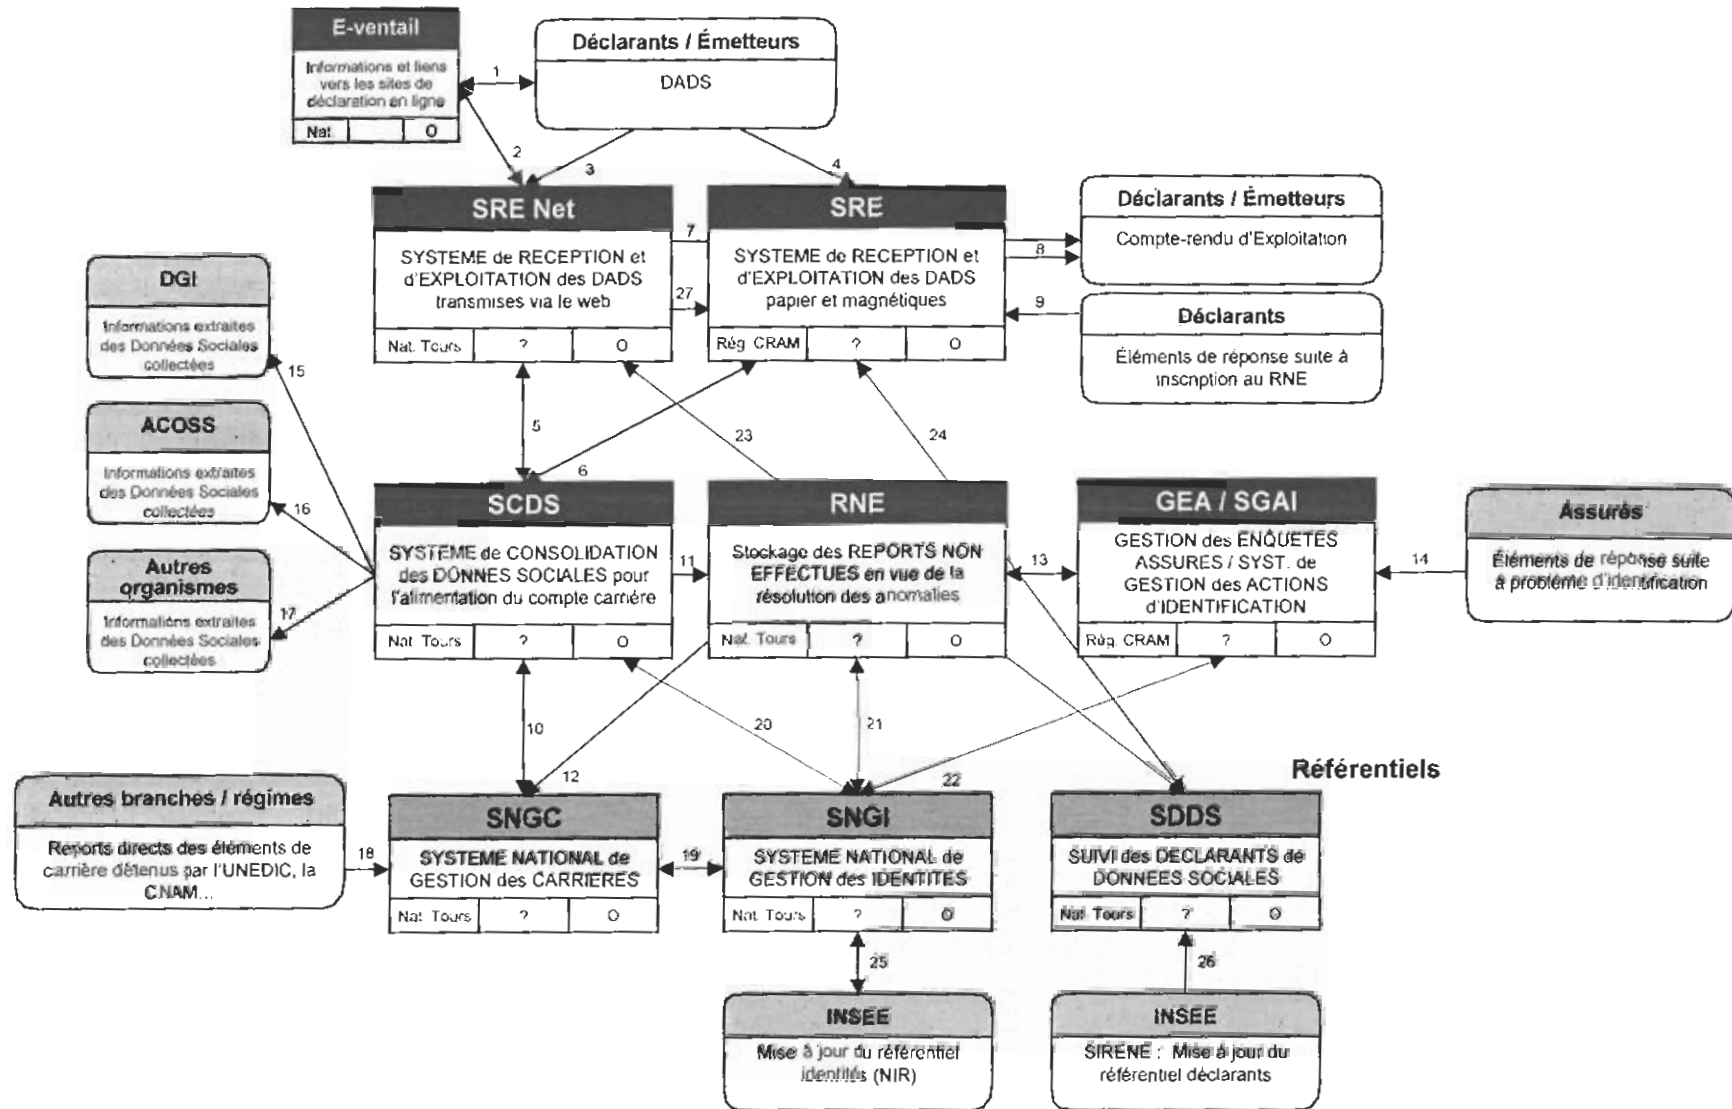 E-ventail
Informations et liens
vers les sites de
déclaration en ligne
Nat
O
1
Déclarants / Émetteurs
DADS
2
3
4
SRE Net
SYSTEME de RECEPTION et
d'EXPLOITATION des DADS
transmises via le web
Nat. Tours
?
O
7
27
SRE
SYSTEME de RECEPTION et
d'EXPLOITATION des DADS
papier et magnétiques
Rég CRAM
?
O
8
9
Déclarants / Émetteurs
Compte-rendu d'Exploitation
Déclarants
Éléments de réponse suite à
inscription au RNE
DGI
Informations extraites
des Données Sociales
collectées
15
ACOSS
Informations extraites
des Données Sociales
collectées
16
Autres
organismes
Informations extraites
des Données Sociales
collectées
17
5
6
23
24
SCDS
SYSTEME de CONSOLIDATION
des DONNES SOCIALES pour
l'alimentation du compte carrière
Nat Tours
?
O
11
RNE
Stockage des REPORTS NON
EFFECTUES en vue de la
résolution des a nomalies
Nat. Tours
?
O
13
GEA / SGAI
GESTION des ENQUETES
ASSURES / SYST. de
GESTION des ACTIONS
d'IDENTIFICATION
Rég. CRAM
?
O
14
Assurés
Éléments de réponse suite
à problème d'identification
10
12
20
21
22
Référentiels
Autres branches / régimes
Reports directs des éléments de
carrière détenus par l'UNEDIC, la
CNAM...
18
SNGC
SYSTEME NATIONAL de
GESTION des CARRIERES
Nat Tours
?
O
19
SNGI
SYSTEME NATIONAL de
GESTION des IDENTITES
Nat. Tours
?
O
SDDS
SUIVI des DECLARANTS de
DONNEES SOCIALES
Nat Tours
?
O
25
26
INSEE
Mise à jour du référentiel
identités (NIR)
INSEE
SIRENE : Mise à jour du
référentiel déclarants